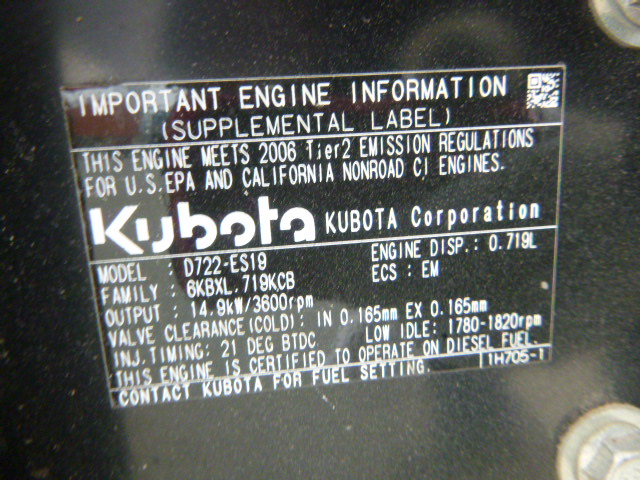 IMPORTANT ENGINE INFORMATION
(SUPPLEMENTAL LABEL)
THIS ENGINE MEETS 2006 Tier2 EMISSION REGULATIONS
FOR U.S.EPA AND CALIFORNIA NONROAD CI ENGINES.
Kubota KUBOTA Corporation
MODEL D722-ES19 ENGINE DISP.: 0.719L
FAMILY : 6KBXL.719KCB ECS : EM
OUTPUT : 14.9kW/3600rpm
VALVE CLEARANCE(COLD): IN 0.165mm EX 0.165mm
INJ.TIMING: 21 DEG BTDC LOW IDLE: 1780-1820rpm
THIS ENGINE IS CERTIFIED TO OPERATE ON DIESEL FUEL.
CONTACT KUBOTA FOR FUEL SETTING. 1H705-1